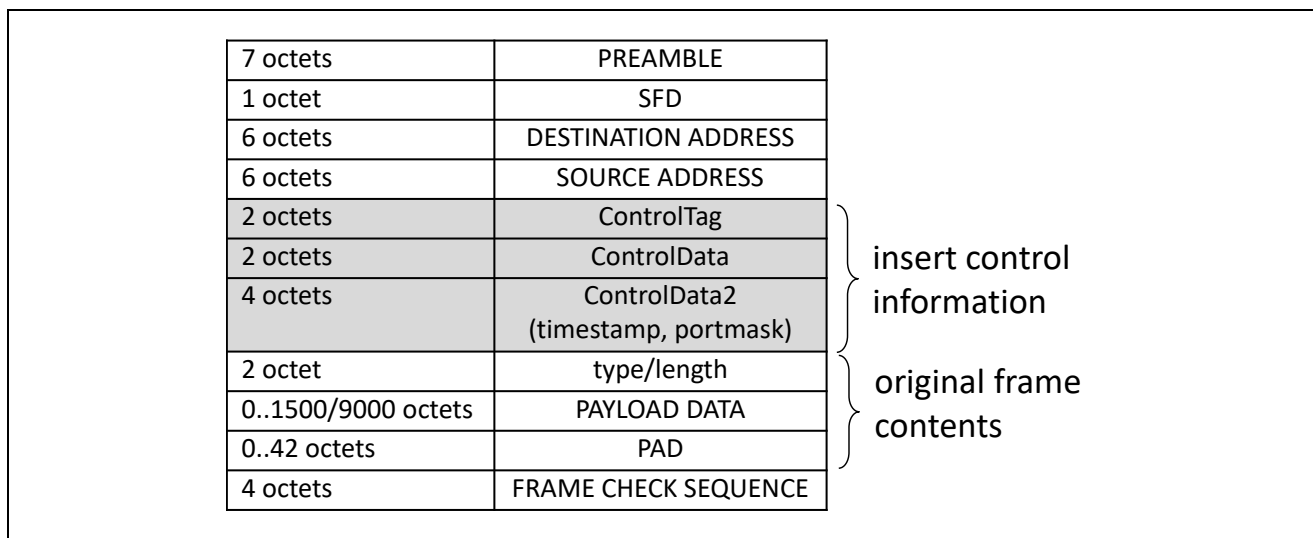 7 octets PREAMBLE
1 octet SFD
6 octets DESTINATION ADDRESS
6 octets SOURCE ADDRESS
2 octets ControlTag
2 octets ControlData
4 octets ControlData2
(timestamp, portmask)
insert control
information
2 octet type/length
0..1500/9000 octets PAYLOAD DATA
0..42 octets PAD
original frame
contents
4 octets FRAME CHECK SEQUENCE